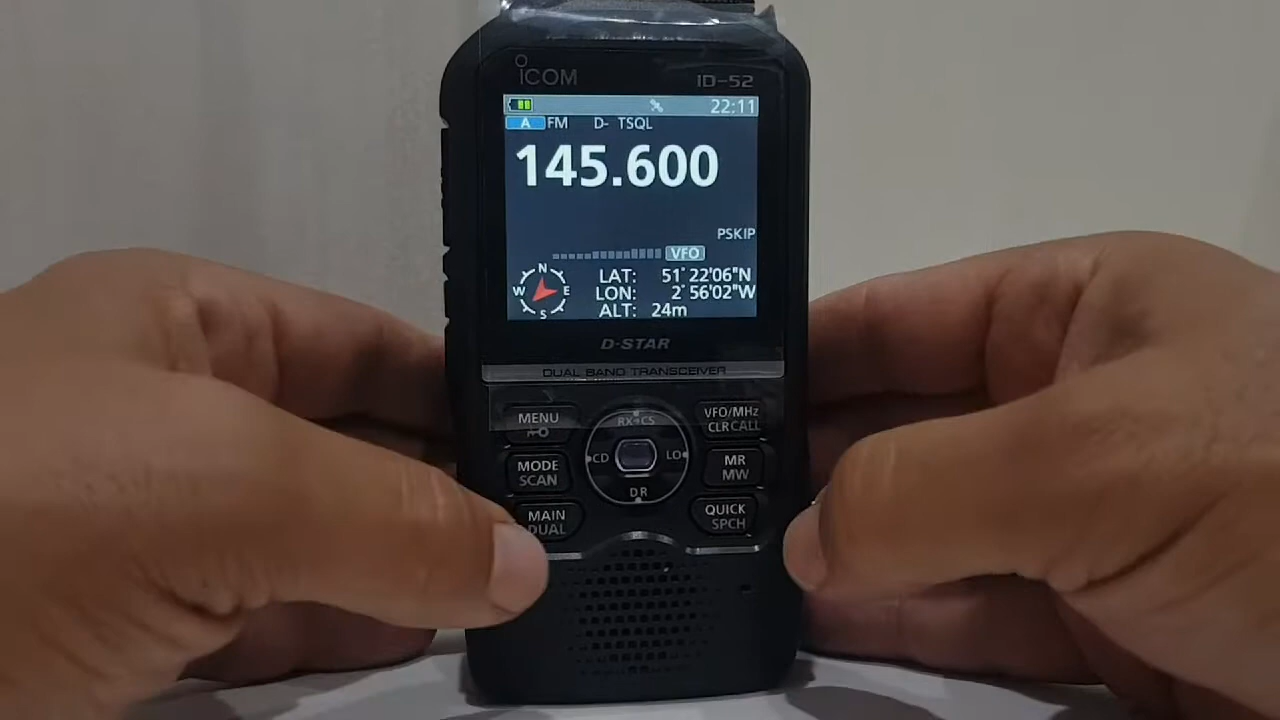 ICOM ID-52
22:11
A FM D- TSQL
145.600
PSKIP
VFO
N
W E
S
LAT: 51°22'06"N
LON: 2°56'02"W
ALT: 24m
D-STAR
DUAL BAND TRANSCEIVER
MENU
RX→CS
VFO/MHz
CLR CALL
MODE
SCAN
CD
LO
MR
MW
DR
MAIN
DUAL
QUICK
SPCH